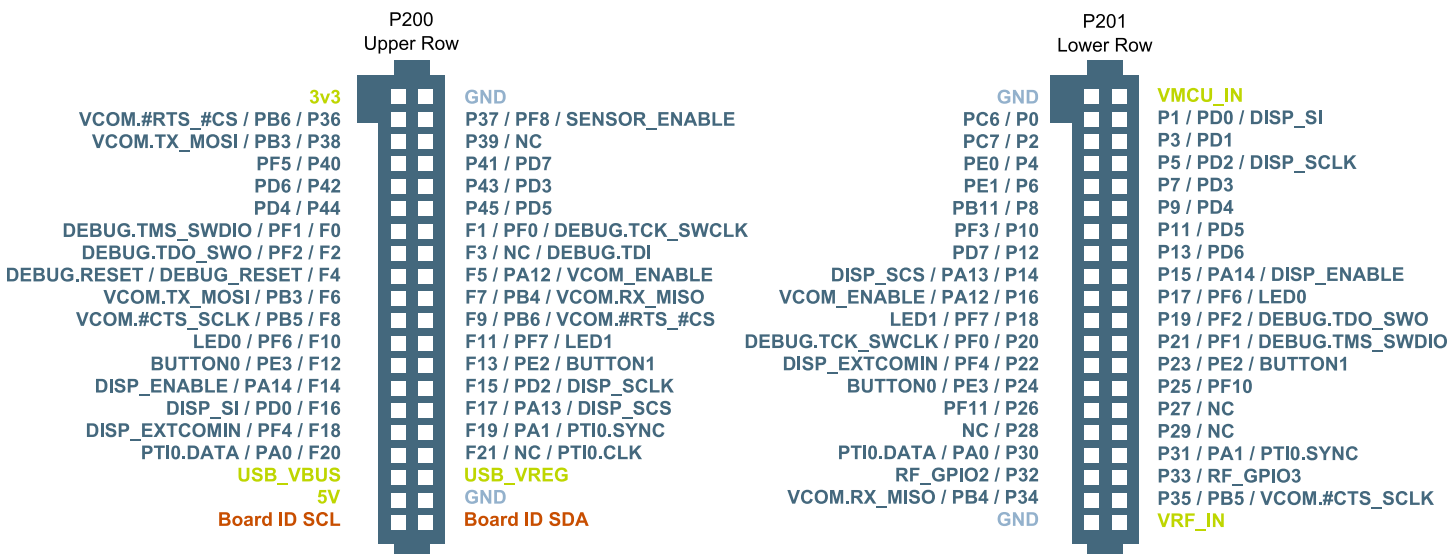 P200
Upper Row
3v3 GND
VCOM.#RTS_#CS / PB6 / P36 P37 / PF8 / SENSOR_ENABLE
VCOM.TX_MOSI / PB3 / P38 P39 / NC
PF5 / P40 P41 / PD7
PD6 / P42 P43 / PD3
PD4 / P44 P45 / PD5
DEBUG.TMS_SWDIO / PF1 / F0 F1 / PF0 / DEBUG.TCK_SWCLK
DEBUG.TDO_SWO / PF2 / F2 F3 / NC / DEBUG.TDI
DEBUG.RESET / DEBUG_RESET / F4 F5 / PA12 / VCOM_ENABLE
VCOM.TX_MOSI / PB3 / F6 F7 / PB4 / VCOM.RX_MISO
VCOM.#CTS_SCLK / PB5 / F8 F9 / PB6 / VCOM.#RTS_#CS
LED0 / PF6 / F10 F11 / PF7 / LED1
BUTTON0 / PE3 / F12 F13 / PE2 / BUTTON1
DISP_ENABLE / PA14 / F14 F15 / PD2 / DISP_SCLK
DISP_SI / PD0 / F16 F17 / PA13 / DISP_SCS
DISP_EXTCOMIN / PF4 / F18 F19 / PA1 / PTI0.SYNC
PTI0.DATA / PA0 / F20 F21 / NC / PTI0.CLK
USB_VBUS USB_VREG
5V GND
Board ID SCL Board ID SDA
P201
Lower Row
GND VMCU_IN
PC6 / P0 P1 / PD0 / DISP_SI
PC7 / P2 P3 / PD1
PE0 / P4 P5 / PD2 / DISP_SCLK
PE1 / P6 P7 / PD3
PB11 / P8 P9 / PD4
PF3 / P10 P11 / PD5
PD7 / P12 P13 / PD6
DISP_SCS / PA13 / P14 P15 / PA14 / DISP_ENABLE
VCOM_ENABLE / PA12 / P16 P17 / PF6 / LED0
LED1 / PF7 / P18 P19 / PF2 / DEBUG.TDO_SWO
DEBUG.TCK_SWCLK / PF0 / P20 P21 / PF1 / DEBUG.TMS_SWDIO
DISP_EXTCOMIN / PF4 / P22 P23 / PE2 / BUTTON1
BUTTON0 / PE3 / P24 P25 / PF10
PF11 / P26 P27 / NC
NC / P28 P29 / NC
PTI0.DATA / PA0 / P30 P31 / PA1 / PTI0.SYNC
RF_GPIO2 / P32 P33 / RF_GPIO3
VCOM.RX_MISO / PB4 / P34 P35 / PB5 / VCOM.#CTS_SCLK
GND VRF_IN